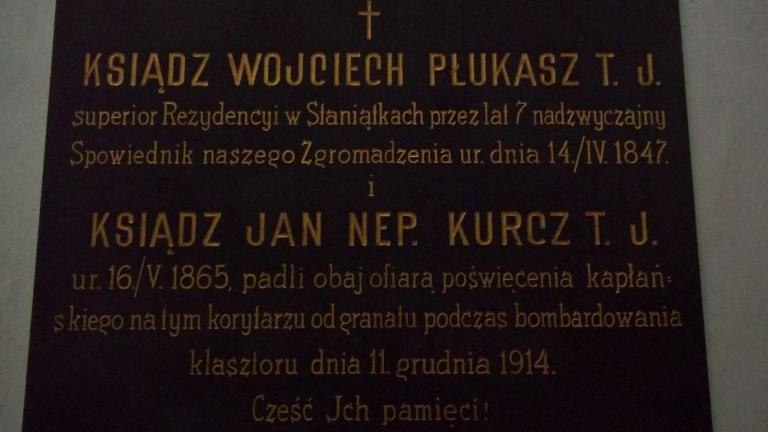 KSIĄDZ WOJCIECH PŁUKASZ T. J.
superior Rezydencyi w Staniątkach przez lat 7 nadzwyczajny
Spowiednik naszego Zgromadzenia ur. dnia 14./IV. 1847.
i
KSIĄDZ JAN NEP. KURCZ T. J.
ur. 16./V. 1865, padli obaj ofiarą poświęcenia kapłań=
skiego na tym korytarzu od granatu podczas bombardowania
klasztoru dnia 11. grudnia 1914.
Cześć Jch pamięci!